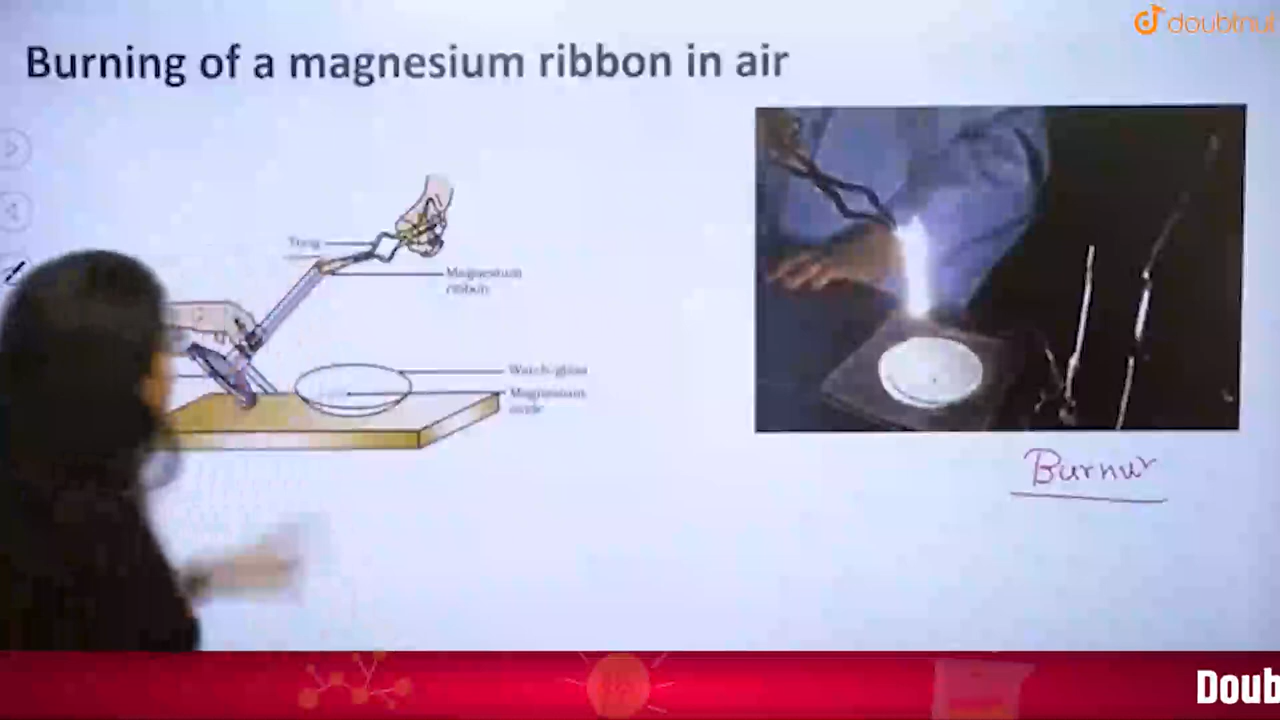 doubtnut
Burning of a magnesium ribbon in air
Tong
Magnesium
ribbon
Watch-glass
Magnesium
oxide
Burnur
Doub